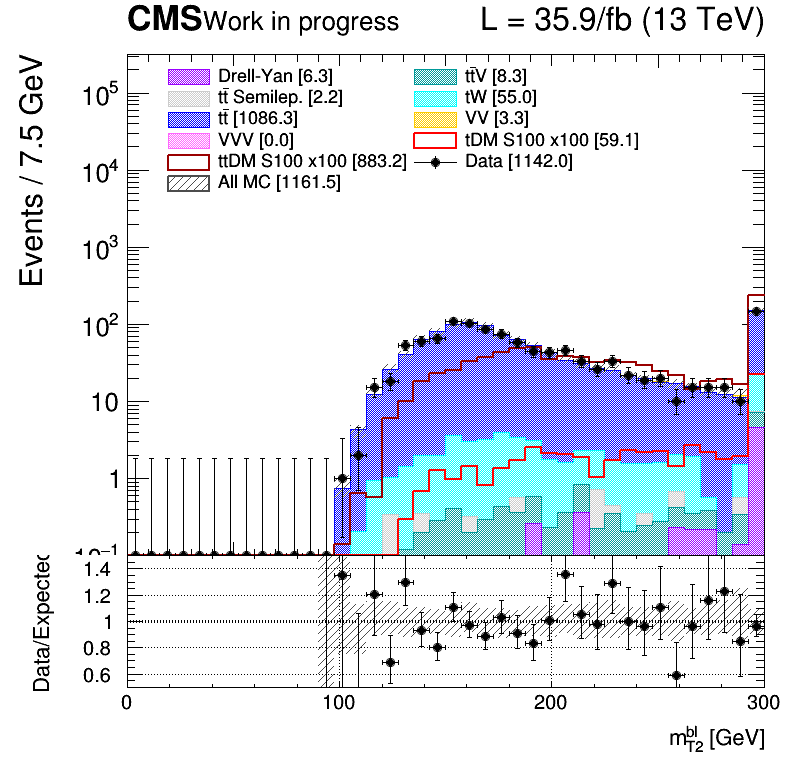 CMS Work in progress L = 35.9/fb (13 TeV)
Events / 7.5 GeV
Drell-Yan [6.3]
tt̄V [8.3]
tt̄ Semilep. [2.2]
tW [55.0]
tt̄ [1086.3]
VV [3.3]
VVV [0.0]
tDM S100 x100 [59.1]
ttDM S100 x100 [883.2]
Data [1142.0]
All MC [1161.5]
10⁵
10⁴
10³
10²
10
1
10⁻¹
Data/Expected
1.4
1.2
1
0.8
0.6
0 100 200 300
m_{T2}^{bl} [GeV]